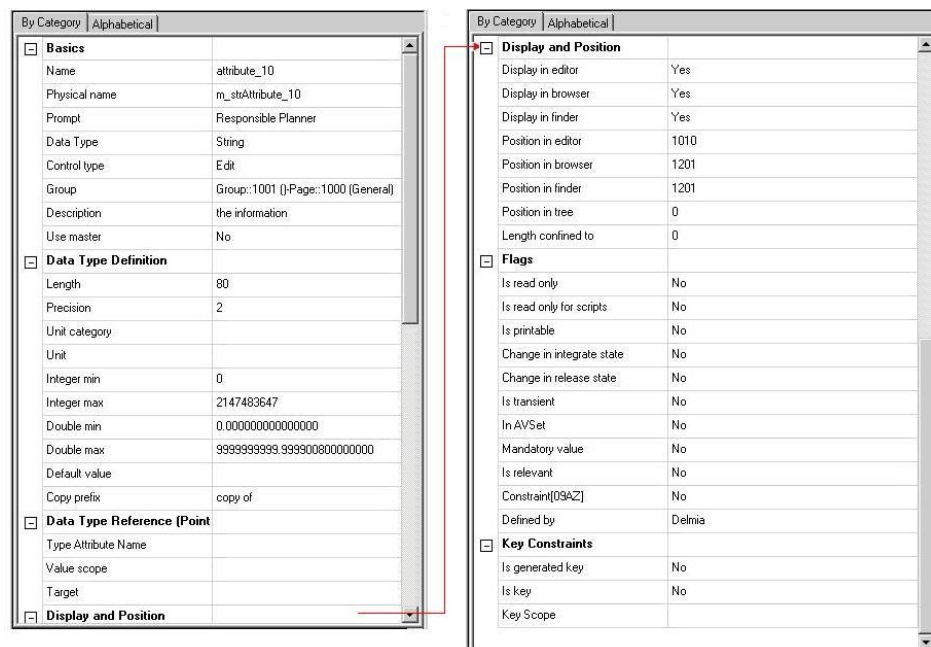 By Category Alphabetical
Basics
Name attribute_10
Physical name m_strAttribute_10
Prompt Responsible Planner
Data Type String
Control type Edit
Group Group::1001 ()-Page::1000 (General)
Description the information
Use master No
Data Type Definition
Length 80
Precision 2
Unit category
Unit
Integer min 0
Integer max 2147483647
Double min 0.000000000000000
Double max 9999999999.999900800000000
Default value
Copy prefix copy of
Data Type Reference (Point
Type Attribute Name
Value scope
Target
Display and Position
By Category Alphabetical
Display and Position
Display in editor Yes
Display in browser Yes
Display in finder Yes
Position in editor 1010
Position in browser 1201
Position in finder 1201
Position in tree 0
Length confined to 0
Flags
Is read only No
Is read only for scripts No
Is printable No
Change in integrate state No
Change in release state No
Is transient No
In AVSet No
Mandatory value No
Is relevant No
Constraint[09AZ] No
Defined by Delmia
Key Constraints
Is generated key No
Is key No
Key Scope